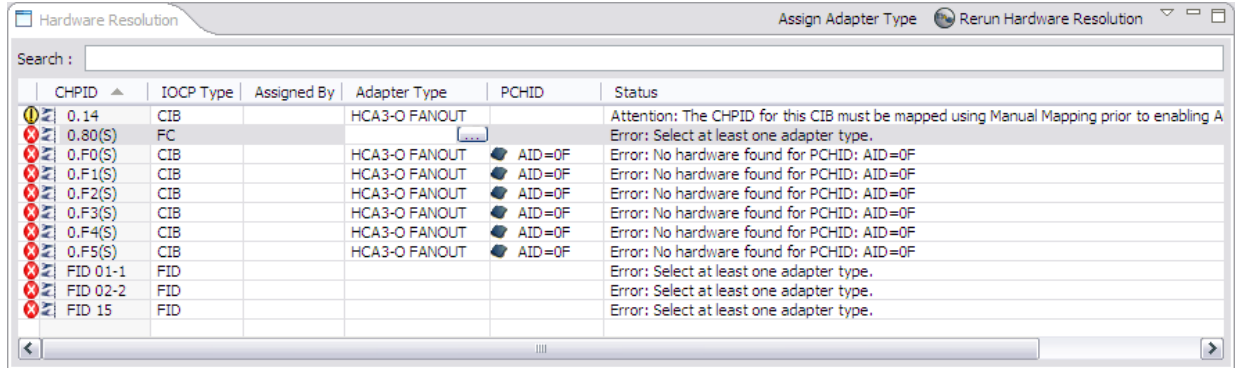 Hardware Resolution Assign Adapter Type Rerun Hardware Resolution
Search :
CHPID IOCP Type Assigned By Adapter Type PCHID Status
0.14 CIB HCA3-O FANOUT Attention: The CHPID for this CIB must be mapped using Manual Mapping prior to enabling A
0.80(S) FC ... Error: Select at least one adapter type.
0.F0(S) CIB HCA3-O FANOUT AID=0F Error: No hardware found for PCHID: AID=0F
0.F1(S) CIB HCA3-O FANOUT AID=0F Error: No hardware found for PCHID: AID=0F
0.F2(S) CIB HCA3-O FANOUT AID=0F Error: No hardware found for PCHID: AID=0F
0.F3(S) CIB HCA3-O FANOUT AID=0F Error: No hardware found for PCHID: AID=0F
0.F4(S) CIB HCA3-O FANOUT AID=0F Error: No hardware found for PCHID: AID=0F
0.F5(S) CIB HCA3-O FANOUT AID=0F Error: No hardware found for PCHID: AID=0F
FID 01-1 FID Error: Select at least one adapter type.
FID 02-2 FID Error: Select at least one adapter type.
FID 15 FID Error: Select at least one adapter type.